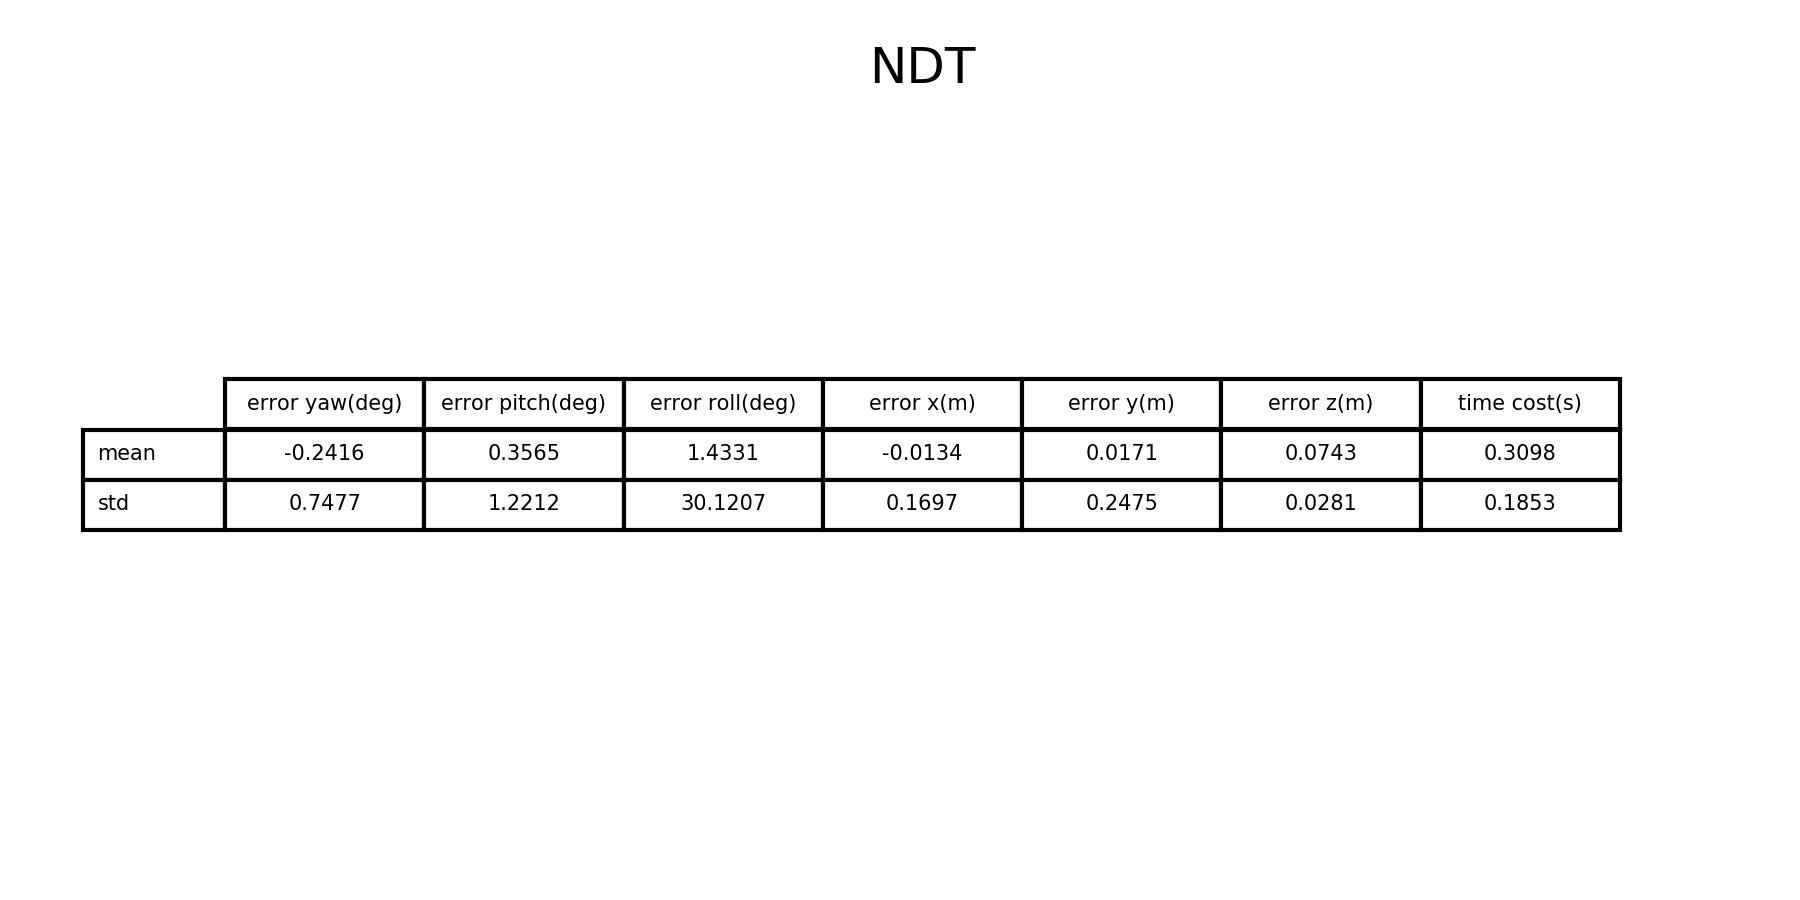 NDT
error yaw(deg) error pitch(deg) error roll(deg) error x(m) error y(m) error z(m) time cost(s)
mean -0.2416 0.3565 1.4331 -0.0134 0.0171 0.0743 0.3098
std 0.7477 1.2212 30.1207 0.1697 0.2475 0.0281 0.1853